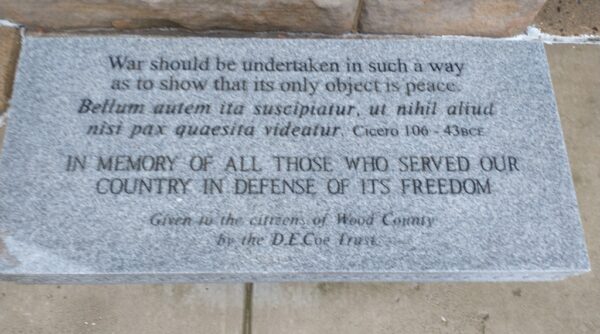 War should be undertaken in such a way
as to show that its only object is peace.
Bellum autem ita suscipiatur, ut nihil aliud
nisi pax quaesita videatur. Cicero 106 - 43BCE
IN MEMORY OF ALL THOSE WHO SERVED OUR
COUNTRY IN DEFENSE OF ITS FREEDOM
Given to the citizens of Wood County
by the D.E.Coe Trust.